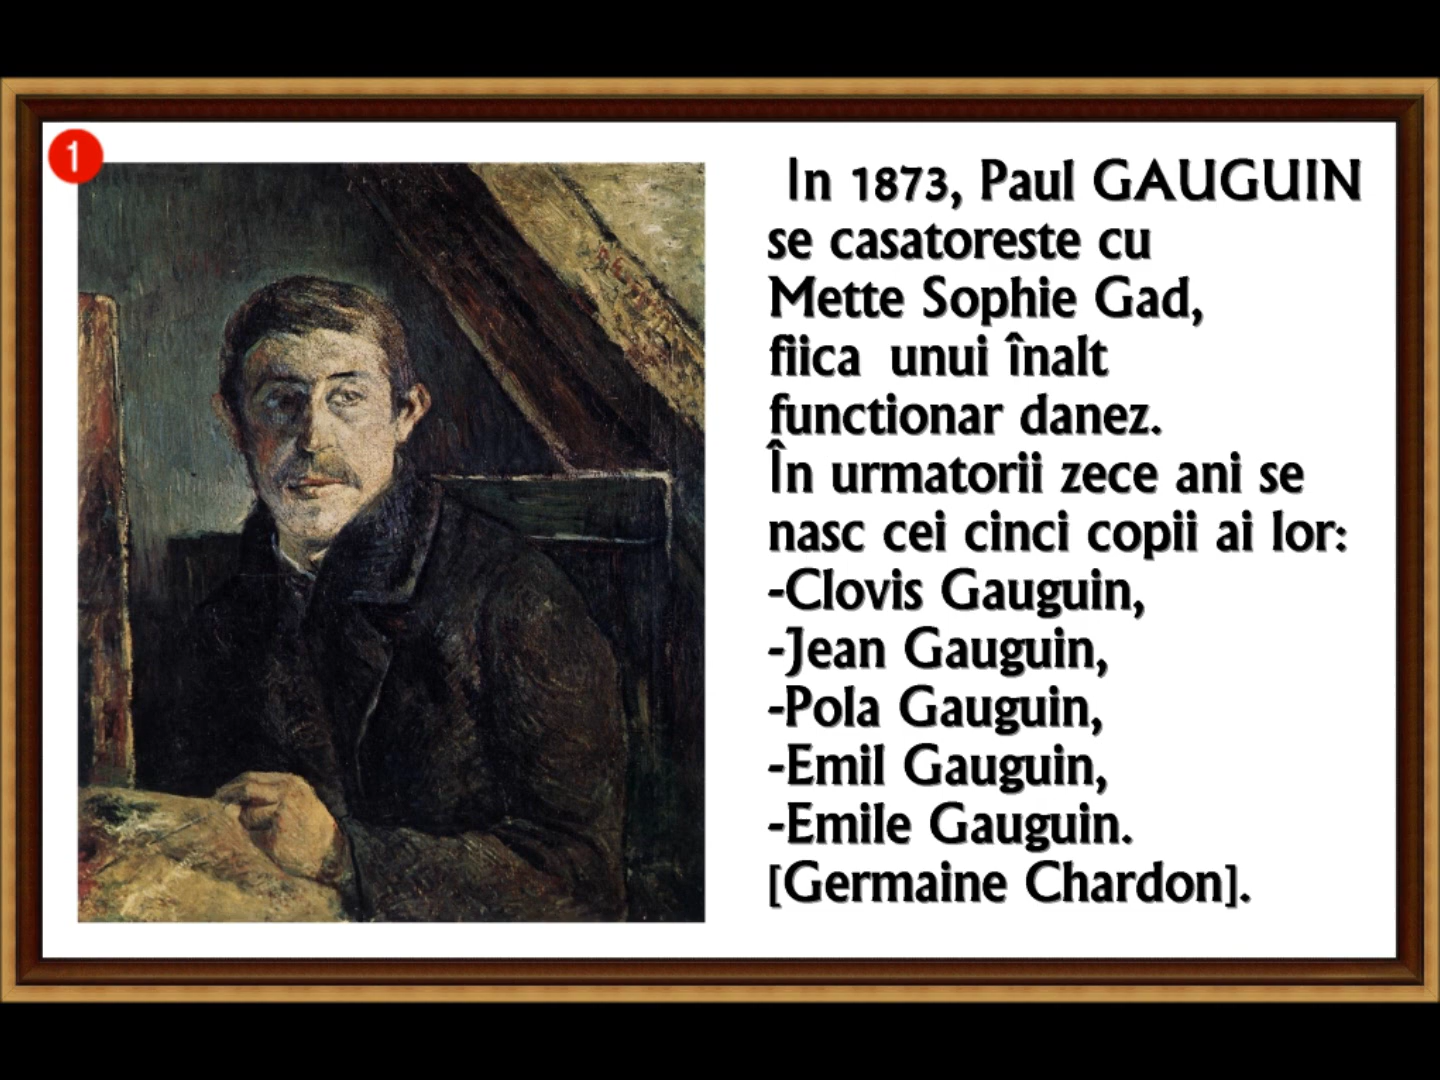 1
In 1873, Paul GAUGUIN
se casatoreste cu
Mette Sophie Gad,
fiica unui înalt
functionar danez.
În urmatorii zece ani se
nasc cei cinci copii ai lor:
-Clovis Gauguin,
-Jean Gauguin,
-Pola Gauguin,
-Emil Gauguin,
-Emile Gauguin.
[Germaine Chardon].